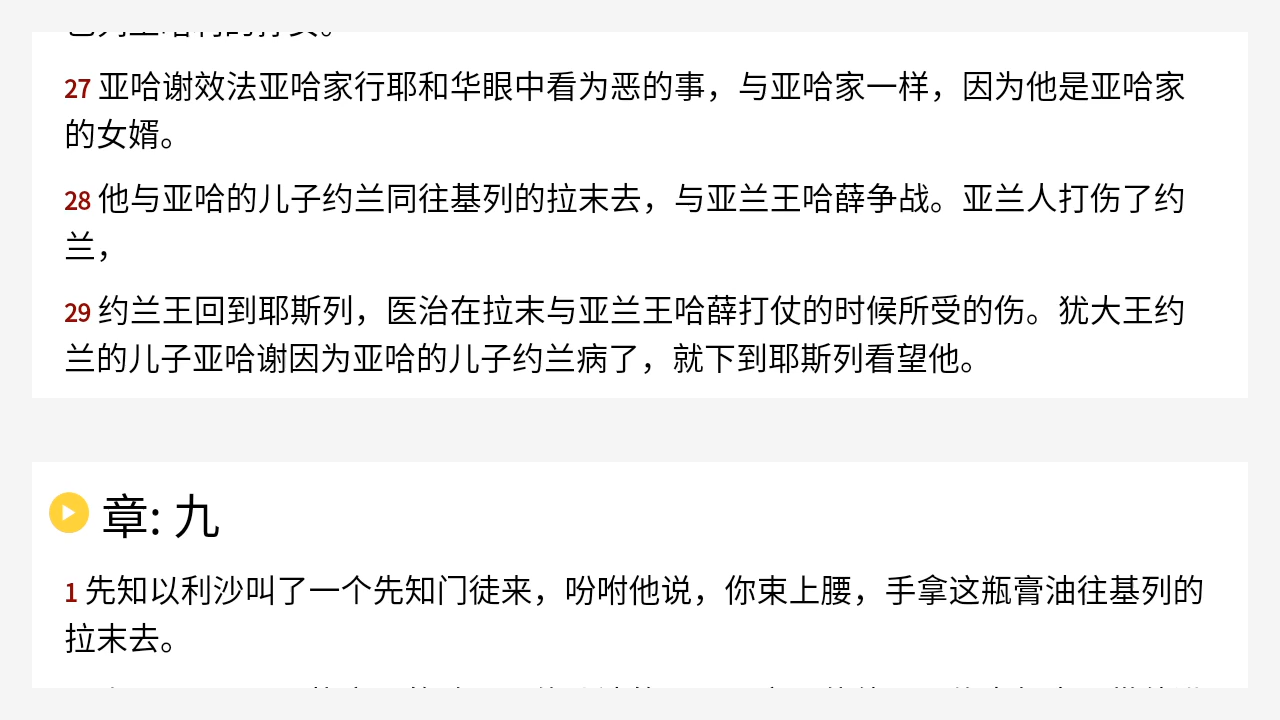 27 亚哈谢效法亚哈家行耶和华眼中看为恶的事，与亚哈家一样，因为他是亚哈家
的女婿。
28 他与亚哈的儿子约兰同往基列的拉末去，与亚兰王哈薛争战。亚兰人打伤了约
兰，
29 约兰王回到耶斯列，医治在拉末与亚兰王哈薛打仗的时候所受的伤。犹大王约
兰的儿子亚哈谢因为亚哈的儿子约兰病了，就下到耶斯列看望他。
章: 九
1 先知以利沙叫了一个先知门徒来，吩咐他说，你束上腰，手拿这瓶膏油往基列的
拉末去。